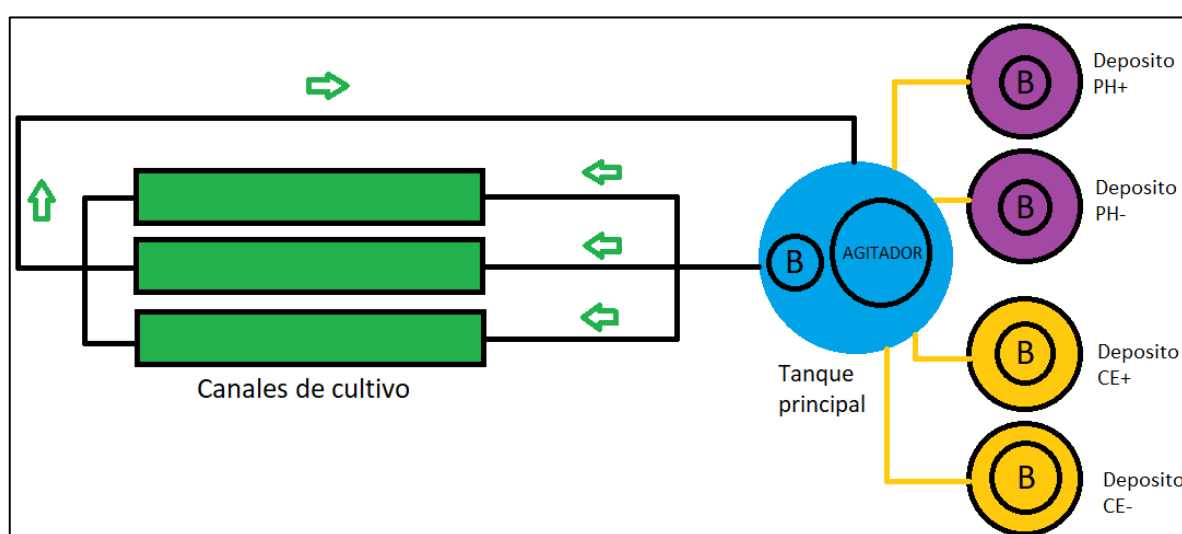 Deposito
PH+
B
Deposito
PH-
B
AGITADOR
B
Deposito
CE+
B
Tanque
principal
Canales de cultivo
Deposito
CE-
B